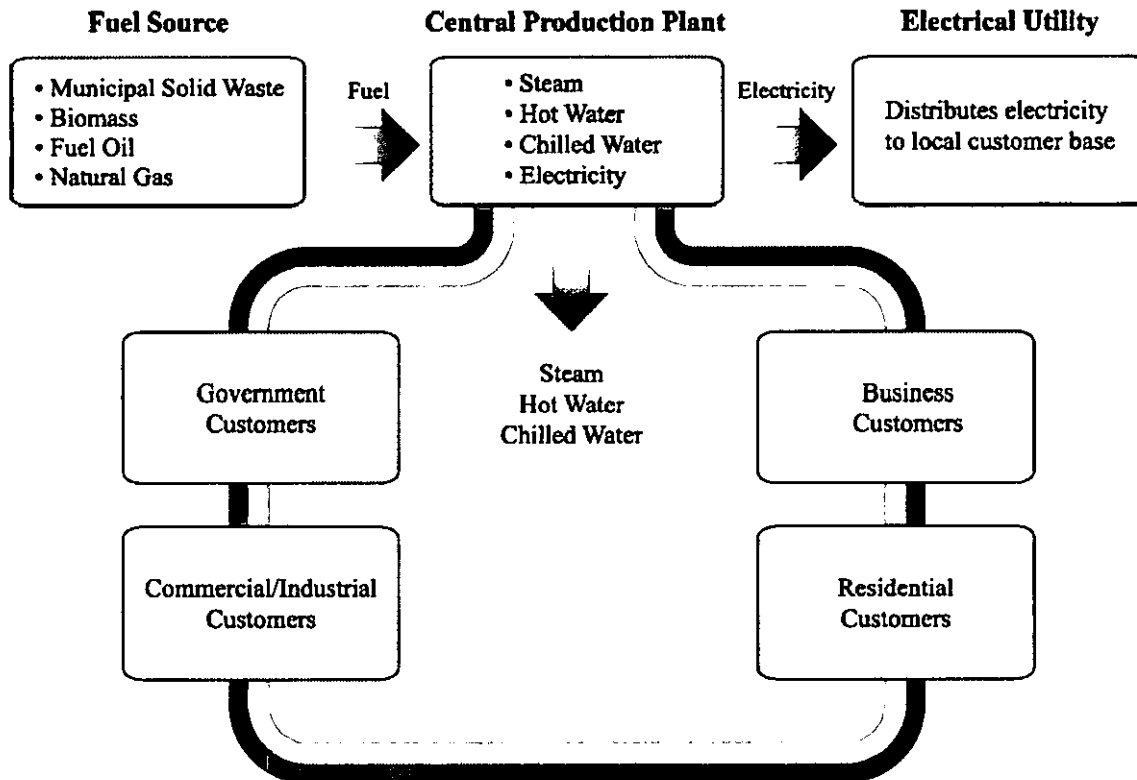 Fuel Source
Central Production Plant
Electrical Utility
• Municipal Solid Waste
• Biomass
• Fuel Oil
• Natural Gas
Fuel
• Steam
• Hot Water
• Chilled Water
• Electricity
Electricity
Distributes electricity
to local customer base
Government
Customers
Steam
Hot Water
Chilled Water
Business
Customers
Commercial/Industrial
Customers
Residential
Customers